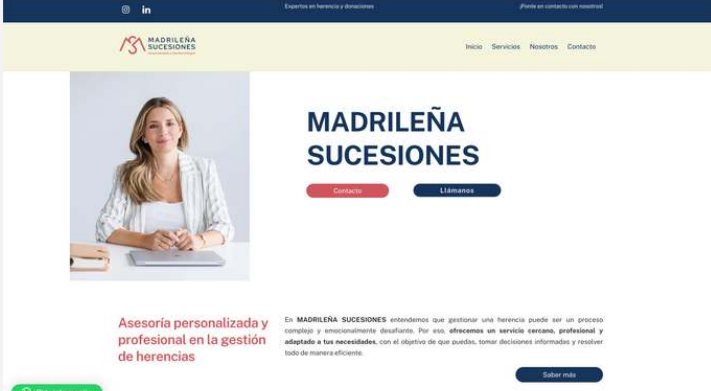 Expertos en herencia y donaciones
¡Ponte en contacto con nosotros!
MADRILEÑA
SUCESIONES
Inicio Servicios Nosotros Contacto
MADRILEÑA
SUCESIONES
Contacto
Llámanos
Asesoría personalizada y
profesional en la gestión
de herencias
En MADRILEÑA SUCESIONES entendemos que gestionar una herencia puede ser un proceso
complejo y emocionalmente desafiante. Por eso, ofrecemos un servicio cercano, profesional y
adaptado a tus necesidades, con el objetivo de que puedas, tomar decisiones informadas y resolver
todo de manera eficiente.
Saber más